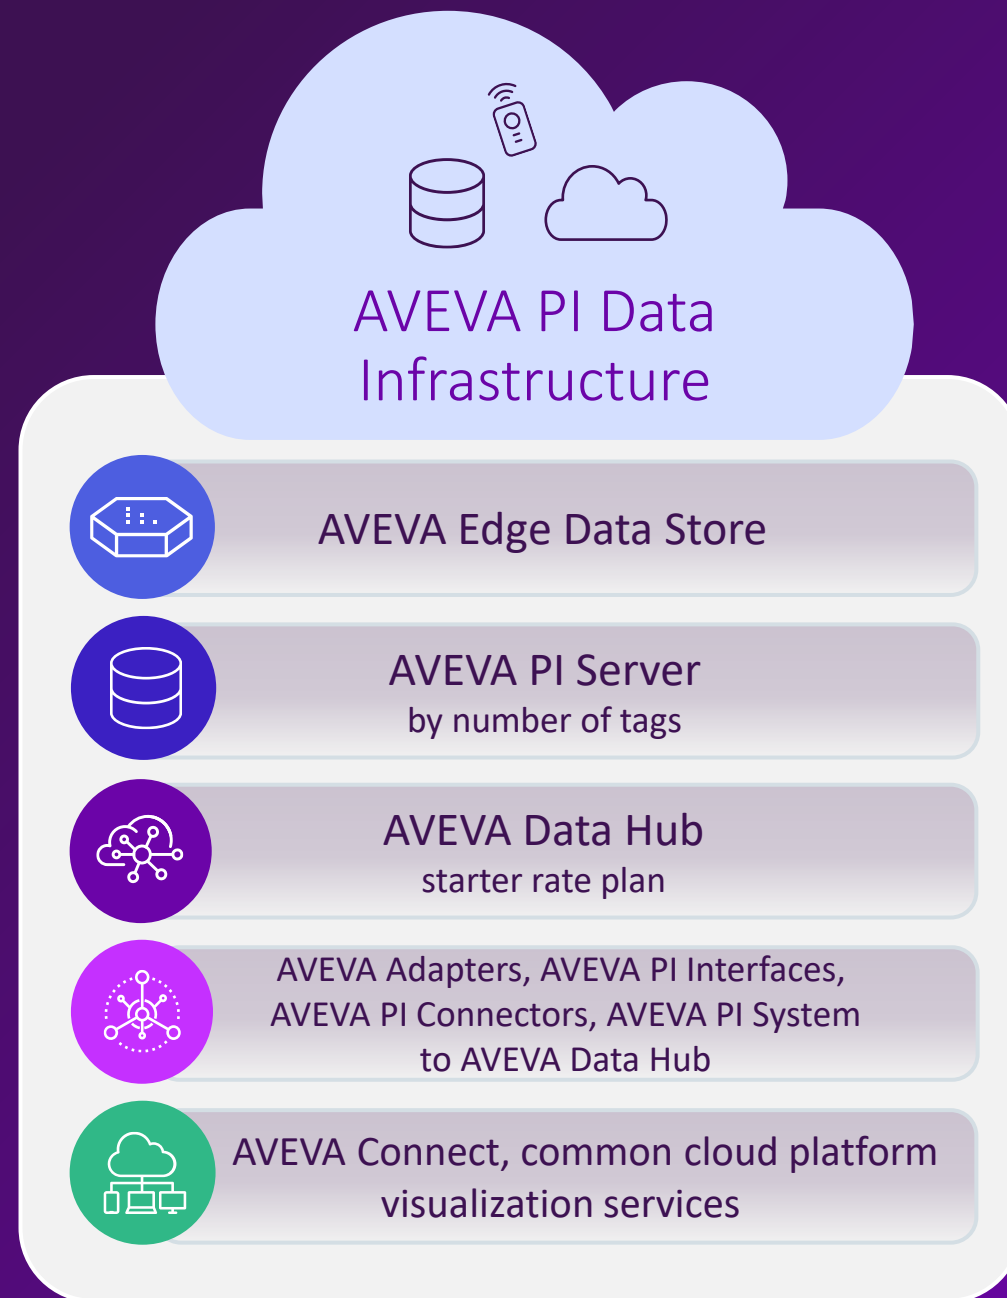 AVEVA PI Data
Infrastructure
AVEVA Edge Data Store
AVEVA PI Server
by number of tags
AVEVA Data Hub
starter rate plan
AVEVA Adapters, AVEVA PI Interfaces,
AVEVA PI Connectors, AVEVA PI System
to AVEVA Data Hub
AVEVA Connect, common cloud platform
visualization services